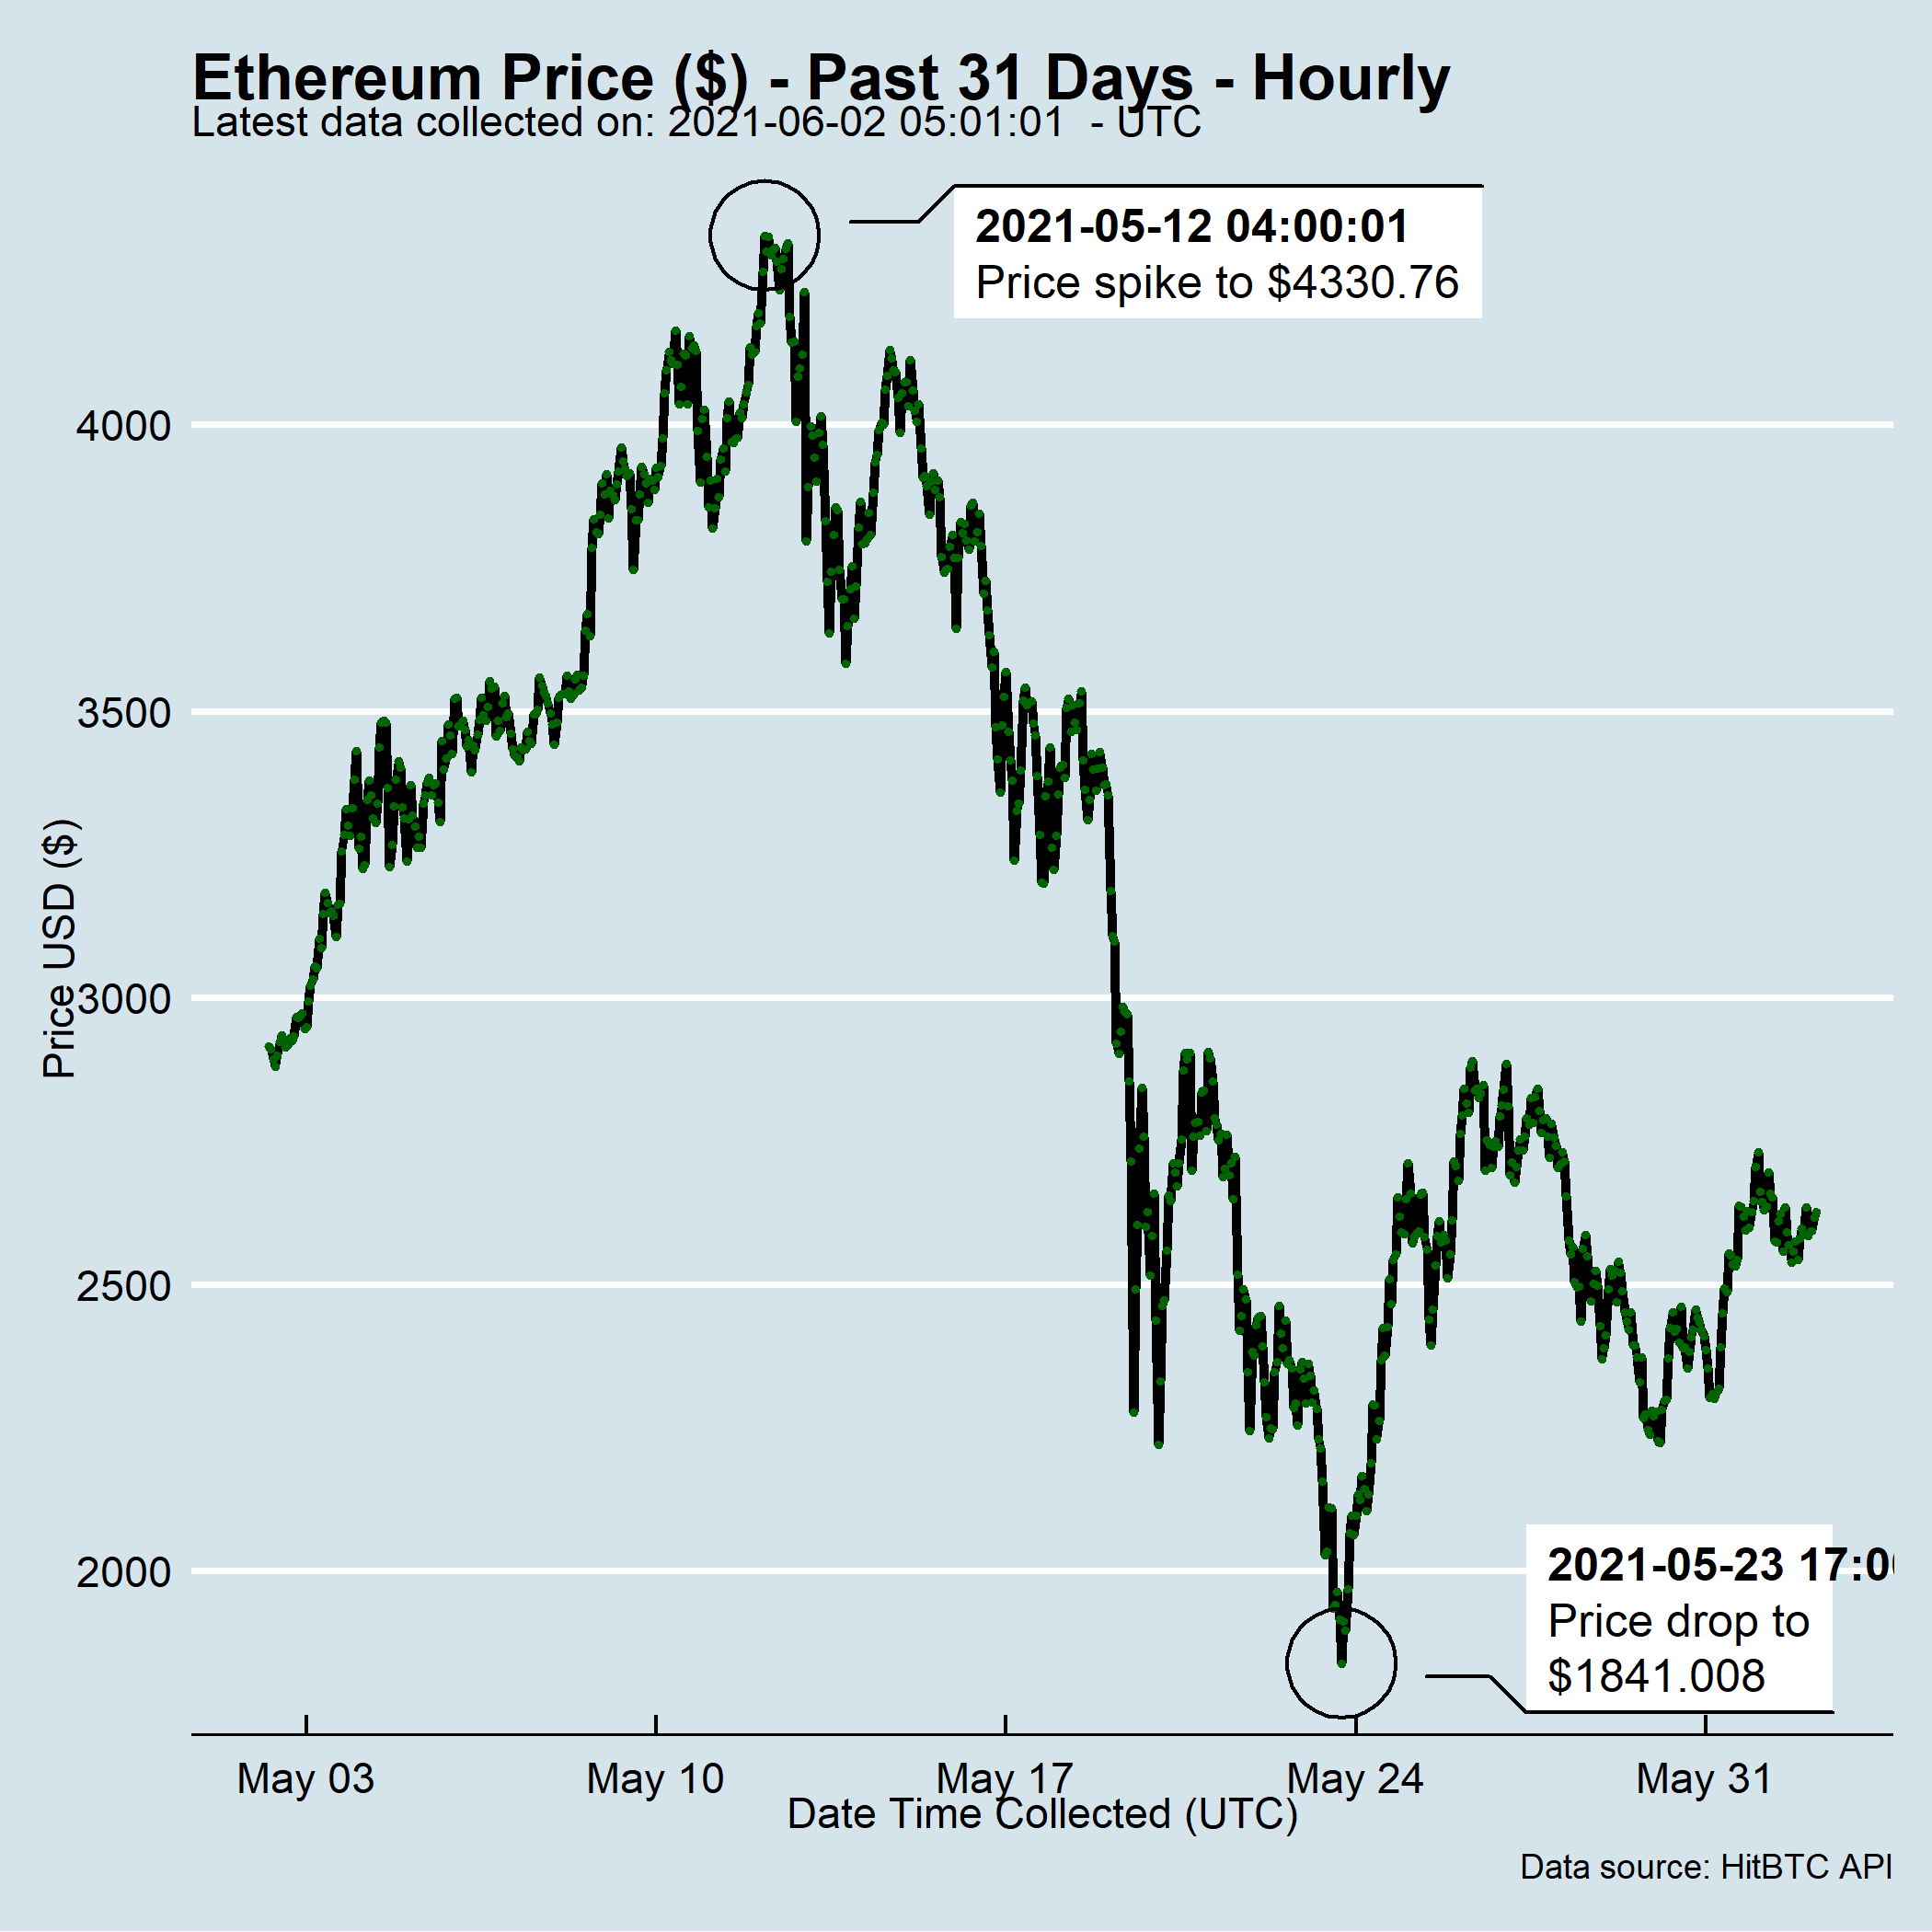 Ethereum Price ($) - Past 31 Days - Hourly
Latest data collected on: 2021-06-02 05:01:01 - UTC
2021-05-12 04:00:01
Price spike to $4330.76
4000
3500
3000
2500
2000
Price USD ($)
2021-05-23 17:0
Price drop to
$1841.008
May 03
May 10
May 17
May 24
May 31
Date Time Collected (UTC)
Data source: HitBTC API